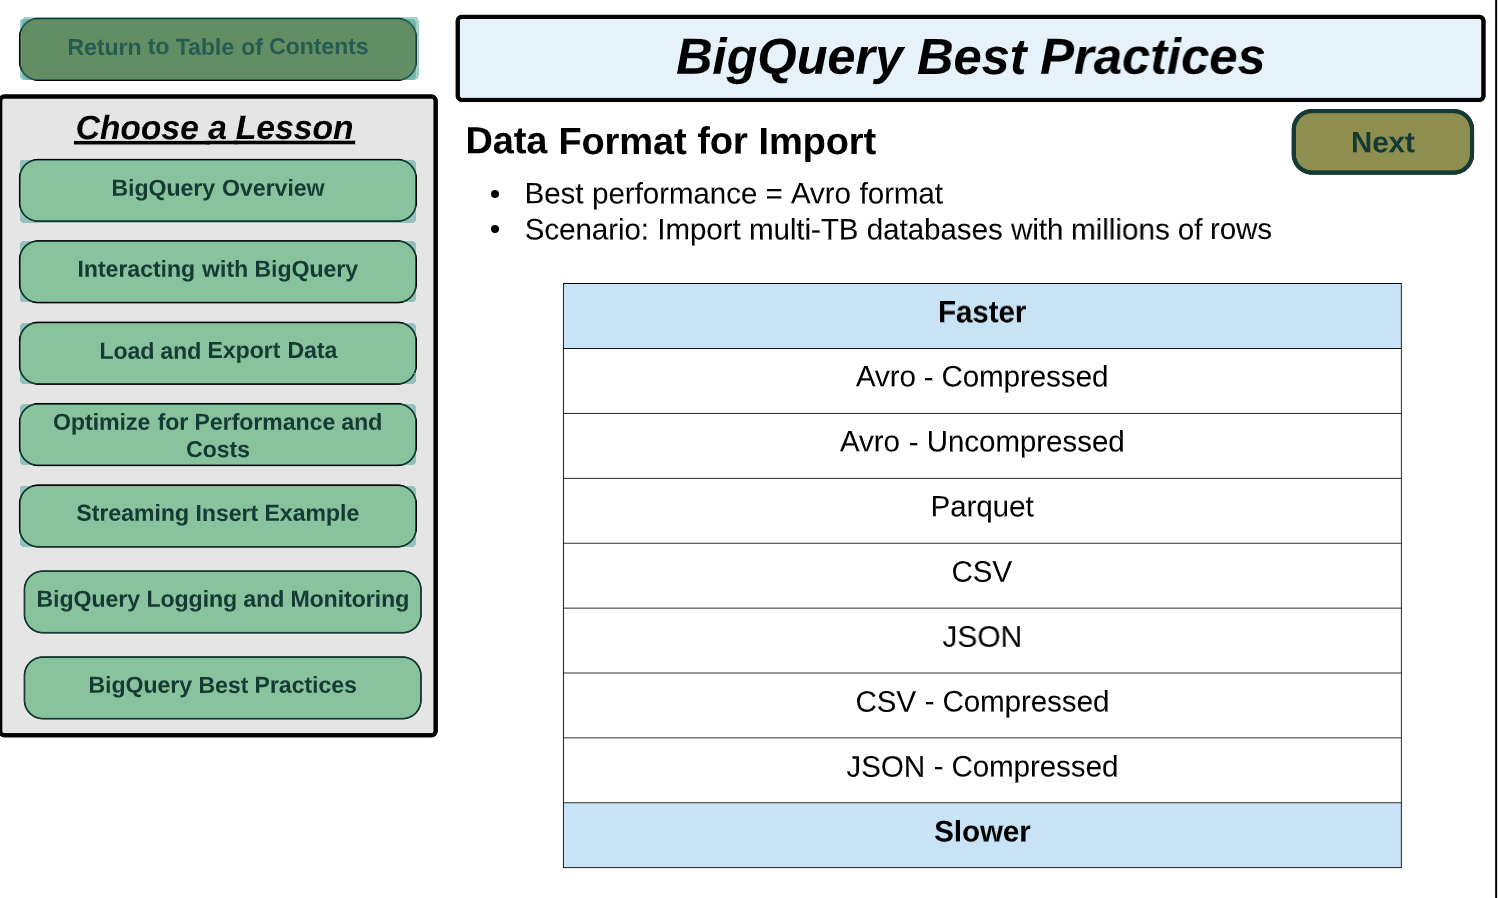 Return to Table of Contents
Choose a Lesson
BigQuery Overview
Interacting with BigQuery
Load and Export Data
Optimize for Performance and
Costs
Streaming Insert Example
BigQuery Logging and Monitoring
BigQuery Best Practices
BigQuery Best Practices
Data Format for Import
Next
• Best performance = Avro format
• Scenario: Import multi-TB databases with millions of rows
Faster
Avro - Compressed
Avro - Uncompressed
Parquet
CSV
JSON
CSV - Compressed
JSON - Compressed
Slower